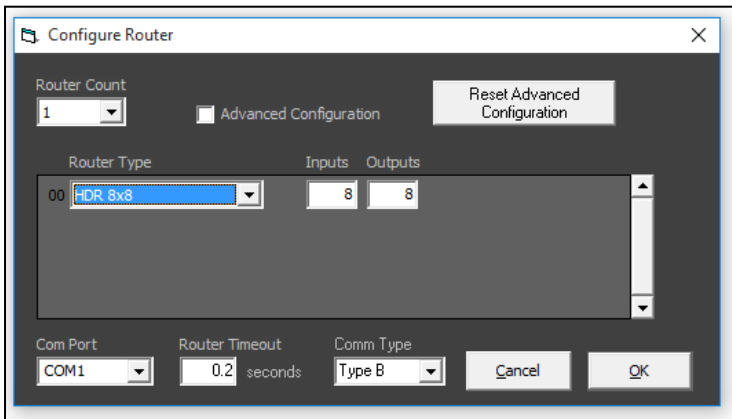 Configure Router
Router Count
1
Advanced Configuration
Reset Advanced
Configuration
Router Type Inputs Outputs
00 HDR 8x8 8 8
Com Port Router Timeout Comm Type
COM1 0.2 seconds Type B Cancel OK